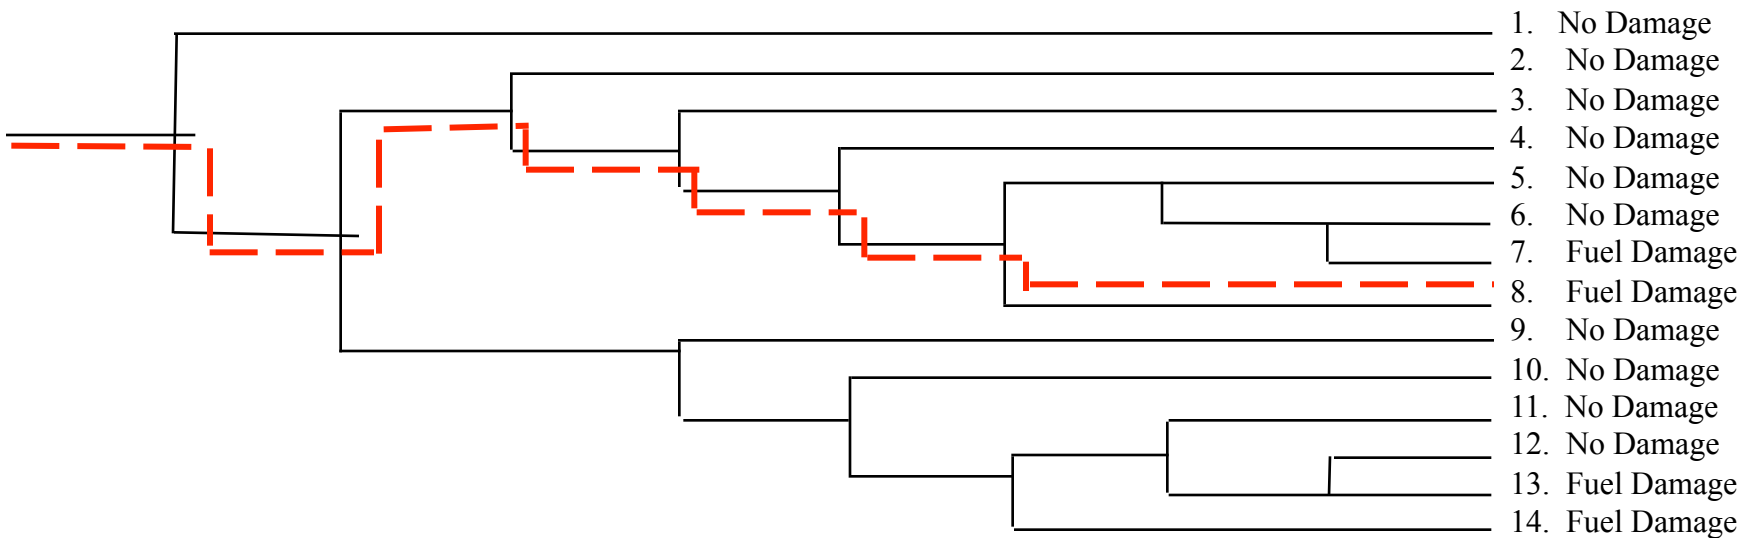 1. No Damage
2. No Damage
3. No Damage
4. No Damage
5. No Damage
6. No Damage
7. Fuel Damage
8. Fuel Damage
9. No Damage
10. No Damage
11. No Damage
12. No Damage
13. Fuel Damage
14. Fuel Damage